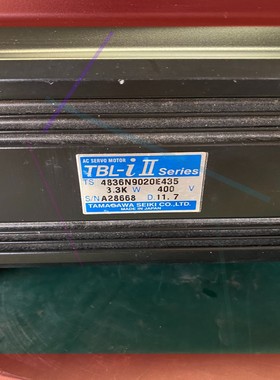 AC SERVO MOTOR
TBL-i II Series
TS 4836N9020E435
3.3K W 400 V
S/N A28668 D 11.7
TAMAGAWA SEIKI CO.,LTD.
MADE IN JAPAN